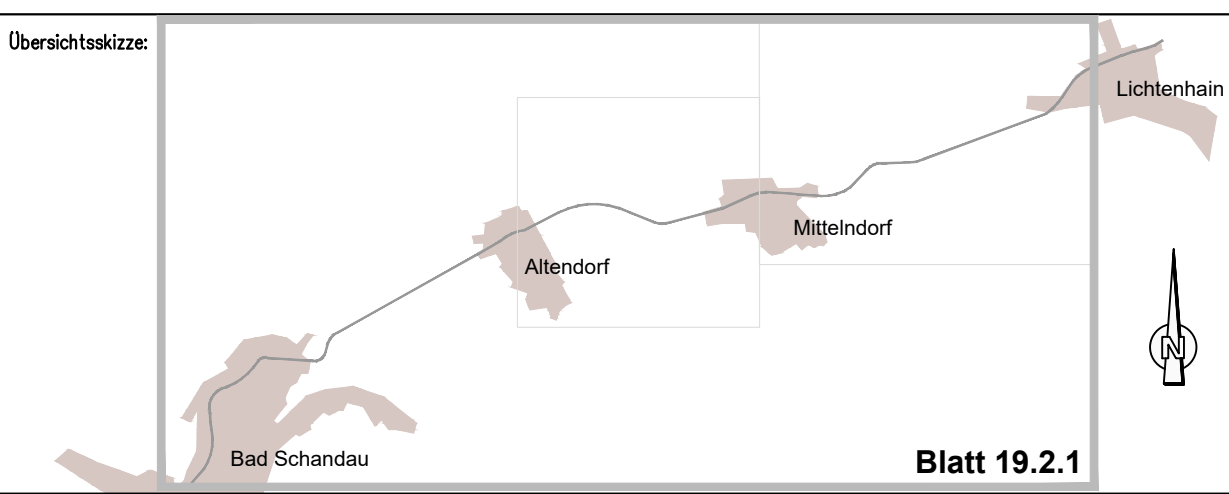 Übersichtsskizze:
Lichtenhain
Mittelndorf
Altendorf
N
Bad Schandau
Blatt 19.2.1